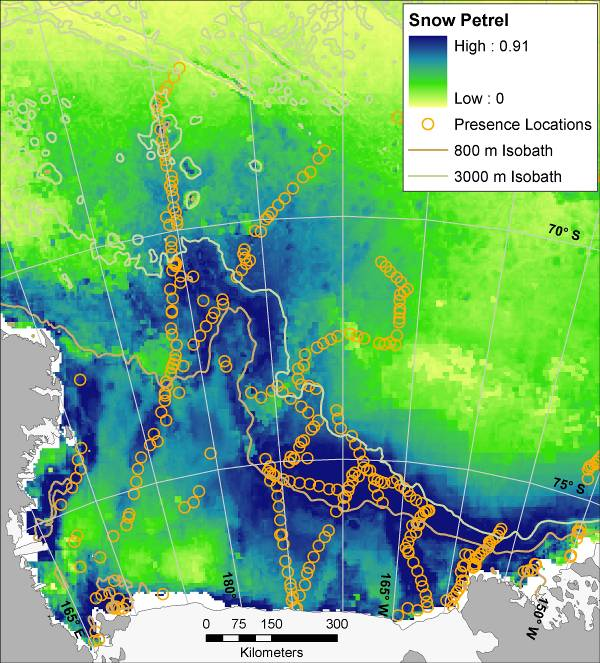 Snow Petrel
High : 0.91
Low : 0
Presence Locations
800 m Isobath
3000 m Isobath
70° S
75° S
180°
165° W
165° E
150° W
0 75 150 300
Kilometers